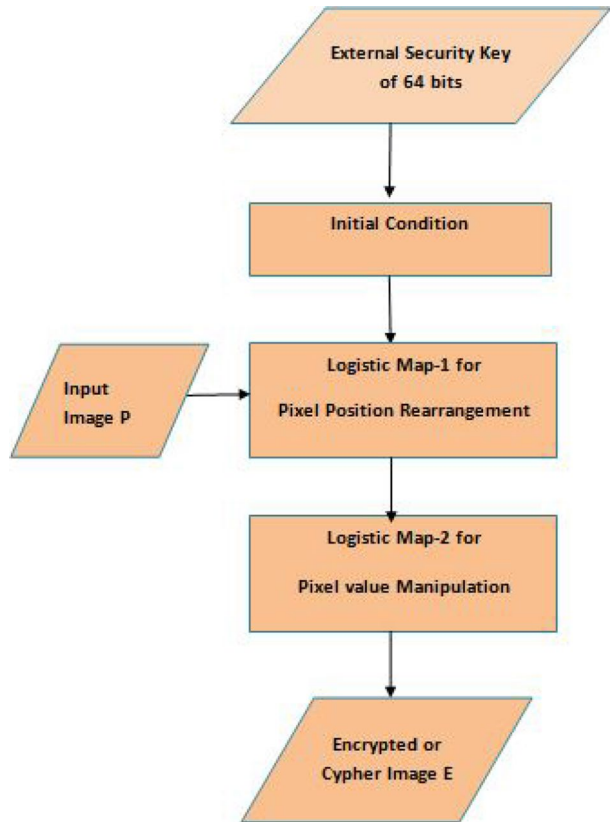 External Security Key
of 64 bits
Initial Condition
Logistic Map-1 for
Pixel Position Rearrangement
Input
Image P
Logistic Map-2 for
Pixel value Manipulation
Encrypted or
Cypher Image E